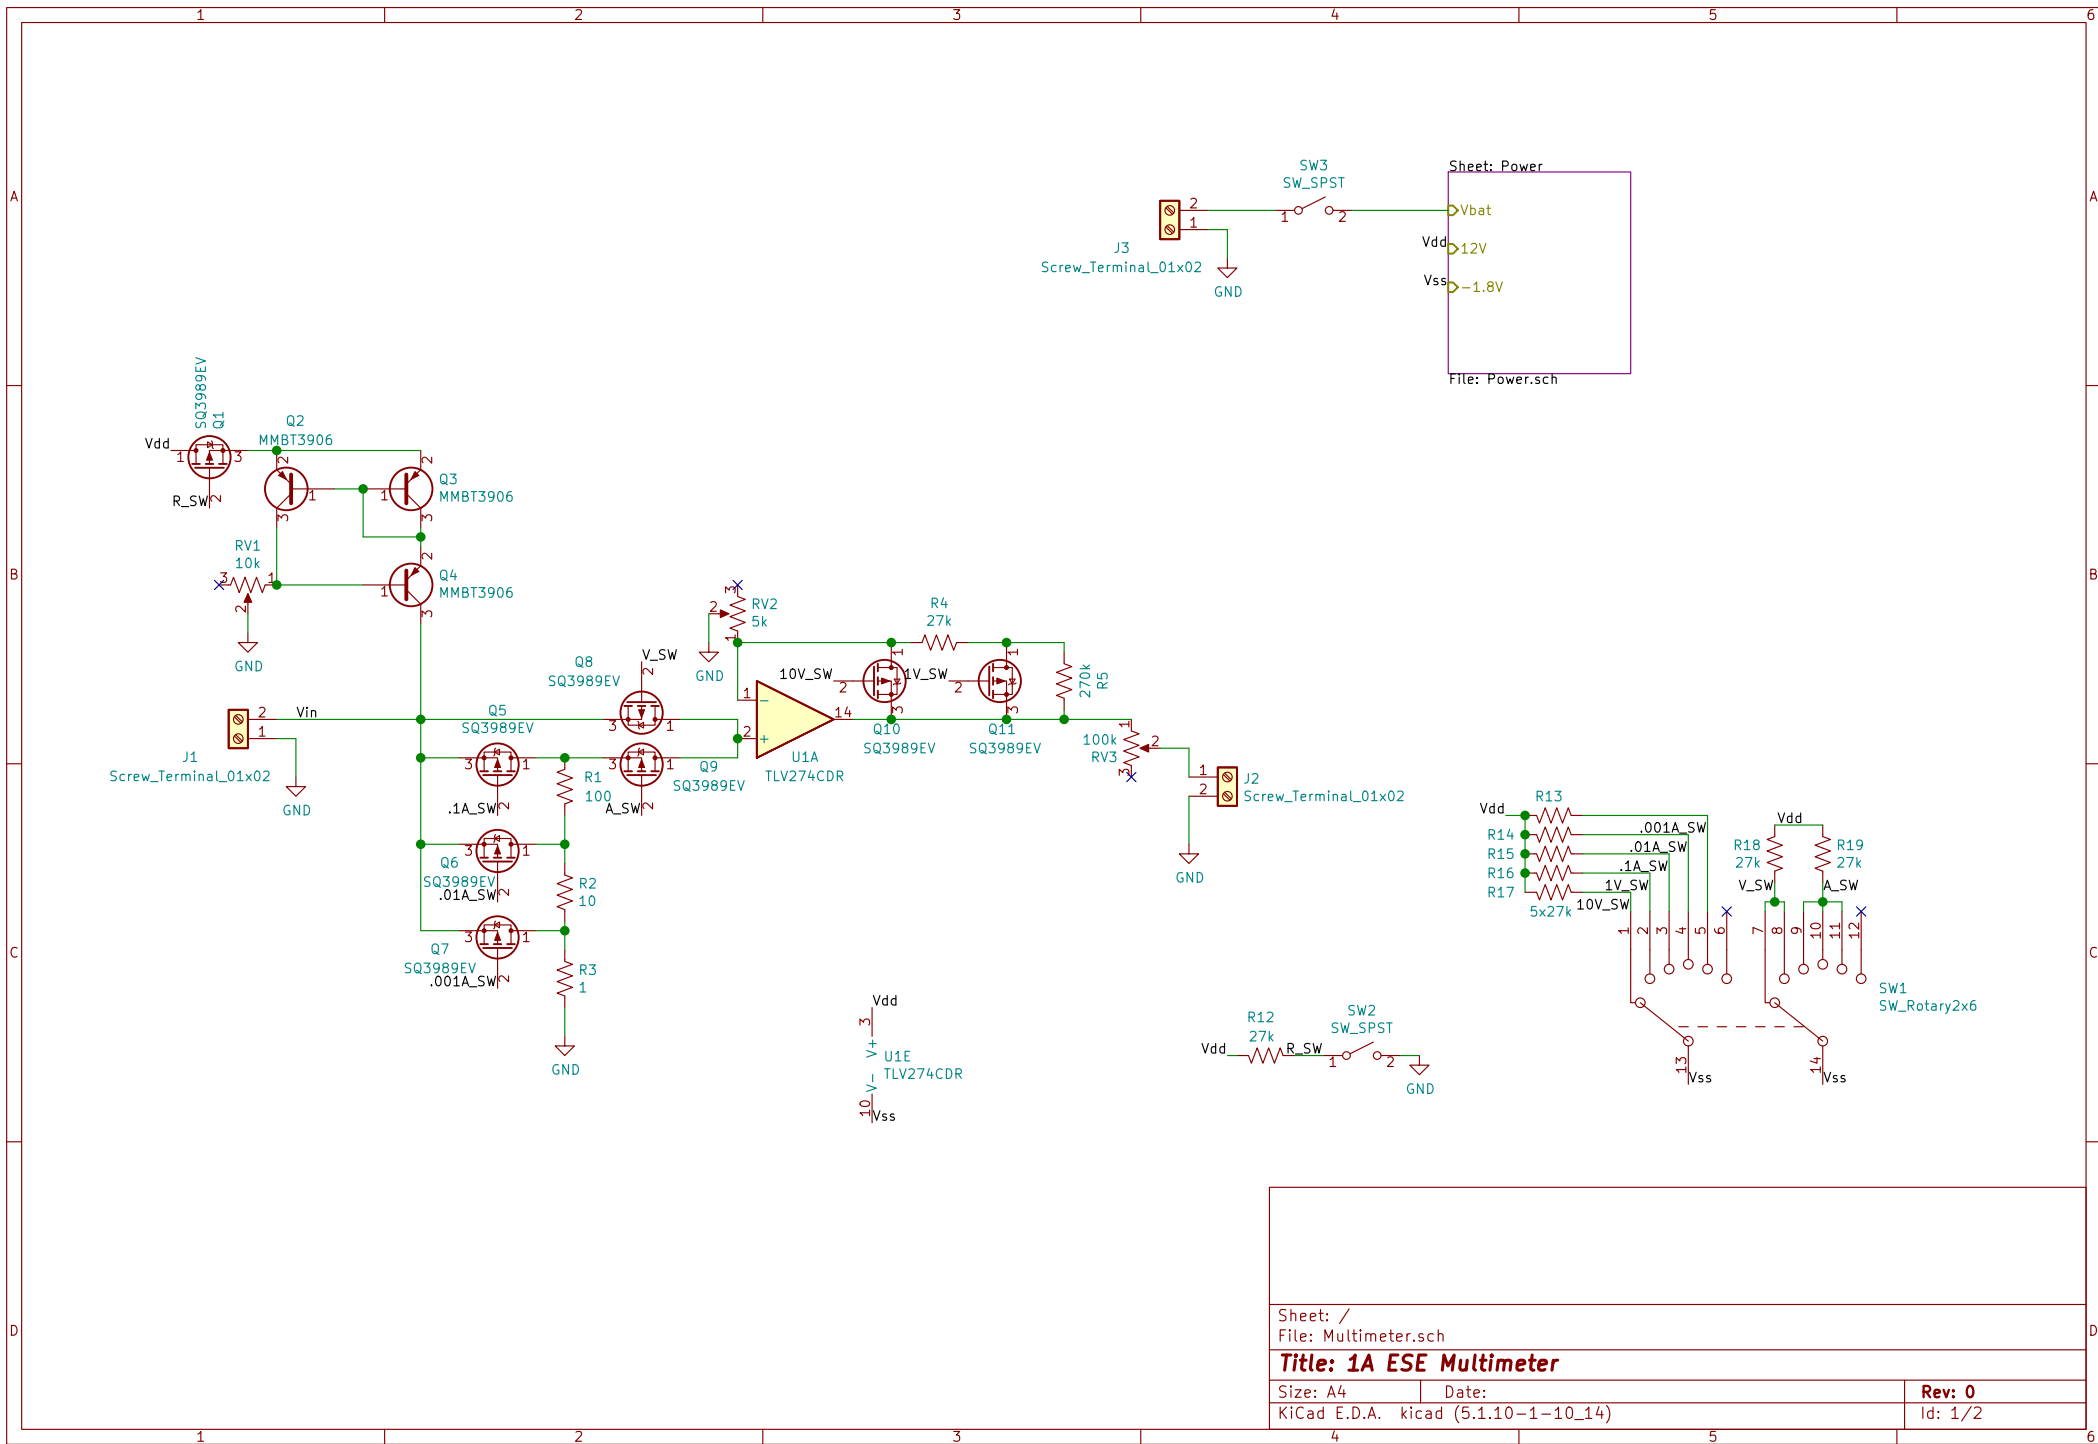 1 2 3 4 5 6
A A
B B
C C
D D
Sheet: Power
SW3
SW_SPST
1 2
2
1
J3
Screw_Terminal_01x02
GND
Vbat
Vdd 12V
Vss -1.8V
File: Power.sch
SQ3989EV
Q1
Vdd
1 3
2
R_SW
Q2
MMBT3906
2
1
3
Q3
MMBT3906
2
1
3
RV1
10k
3 1
2
GND
Q4
MMBT3906
2
1
3
J1
Screw_Terminal_01x02
2
1
Vin
GND
Q5
SQ3989EV
3 1
2
.1A_SW
Q6
SQ3989EV
3 1
2
.01A_SW
Q7
SQ3989EV
3 1
2
.001A_SW
R1
100
R2
10
R3
1
GND
Q8
SQ3989EV
V_SW
2
3 1
Q9
SQ3989EV
3 1
2
A_SW
RV2
5k
3
2
1
GND
1 -
2 +
14
U1A
TLV274CDR
R4
27k
10V_SW
2
1
3
Q10
SQ3989EV
1V_SW
2
1
3
Q11
SQ3989EV
270k
R5
100k
RV3
1
2
3
1
2
J2
Screw_Terminal_01x02
GND
Vdd
3
V+
U1E
TLV274CDR
V-
10
Vss
Vdd
R12
27k
R_SW
SW2
SW_SPST
1 2
GND
Vdd
R13
R14
R15
R16
R17
5x27k
.001A_SW
.01A_SW
.1A_SW
1V_SW
10V_SW
Vdd
R18
27k
R19
27k
V_SW
A_SW
1 2 3 4 5 6 7 8 9 10 11 12
SW1
SW_Rotary2x6
13
Vss
14
Vss
Sheet: /
File: Multimeter.sch
Title: 1A ESE Multimeter
Size: A4
Date:
Rev: 0
KiCad E.D.A. kicad (5.1.10-1-10_14)
Id: 1/2
1 2 3 4 5 6